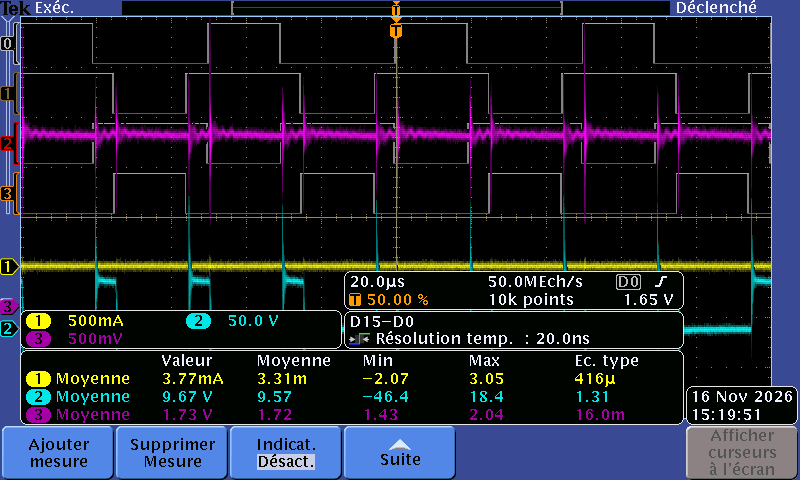 Tek Exéc. Déclenché
T
T
0
1
2
3
1
3
2
20.0µs 50.0MEch/s D0
T 50.00 % 10k points 1.65 V
1 500mA 2 50.0 V
3 500mV
D15-D0
Résolution temp. : 20.0ns
Valeur Moyenne Min Max Ec. type
1 Moyenne 3.77mA 3.31m −2.07 3.05 416µ
2 Moyenne 9.67 V 9.57 −46.4 18.4 1.31
3 Moyenne 1.73 V 1.72 1.43 2.04 16.0m
16 Nov 2026
15:19:51
Ajouter mesure
Supprimer Mesure
Indicat. Désact.
Suite
Afficher curseurs à l'écran